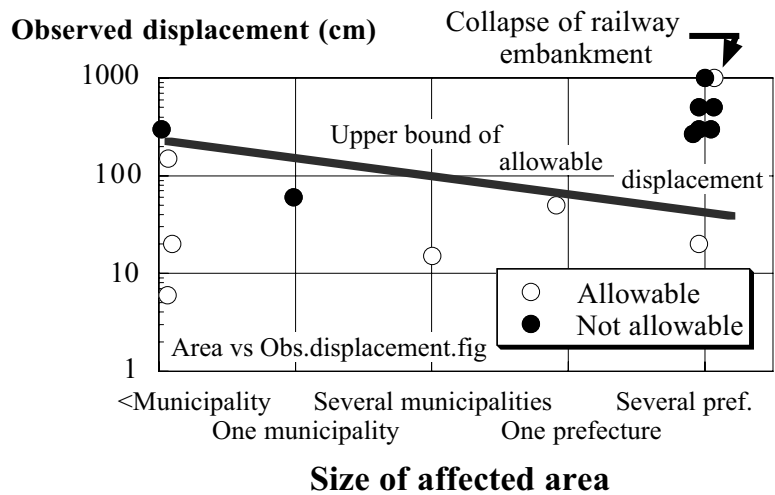 Observed displacement (cm)
Collapse of railway
embankment
1000
100
10
1
Upper bound of
allowable
displacement
Allowable
Not allowable
Area vs Obs.displacement.fig
<Municipality
Several municipalities
Several pref.
One municipality
One prefecture
Size of affected area